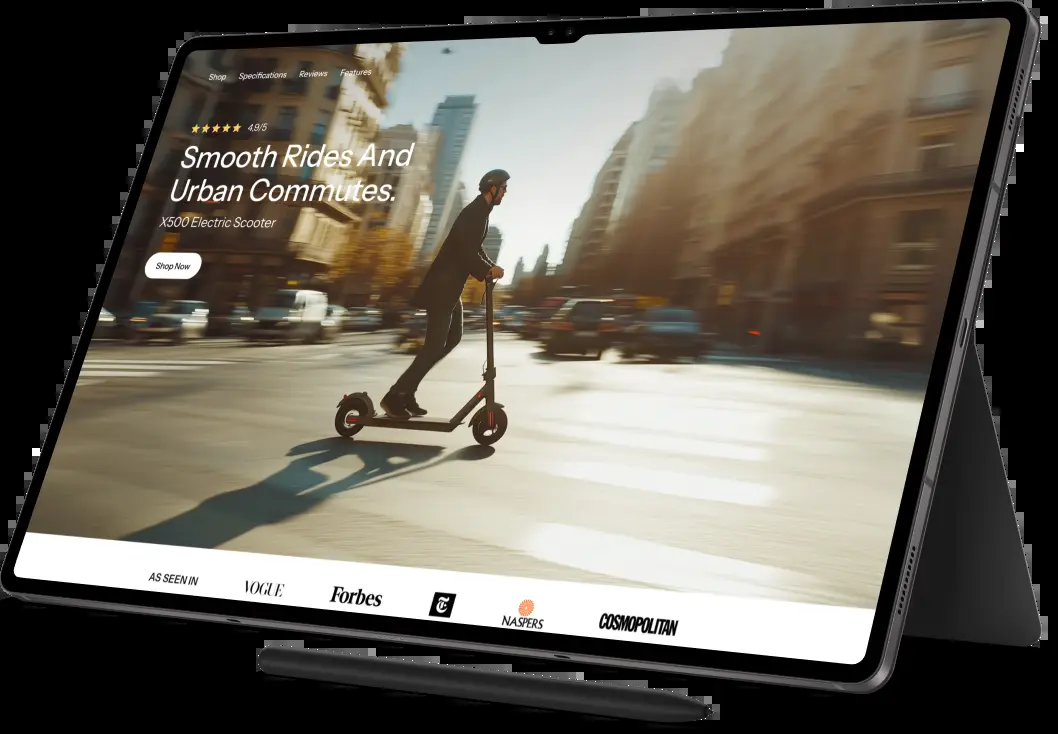 Shop Specifications Reviews Features
4.9/5
Smooth Rides And
Urban Commutes.
X500 Electric Scooter
Shop Now
AS SEEN IN VOGUE Forbes T NASPERS COSMOPOLITAN